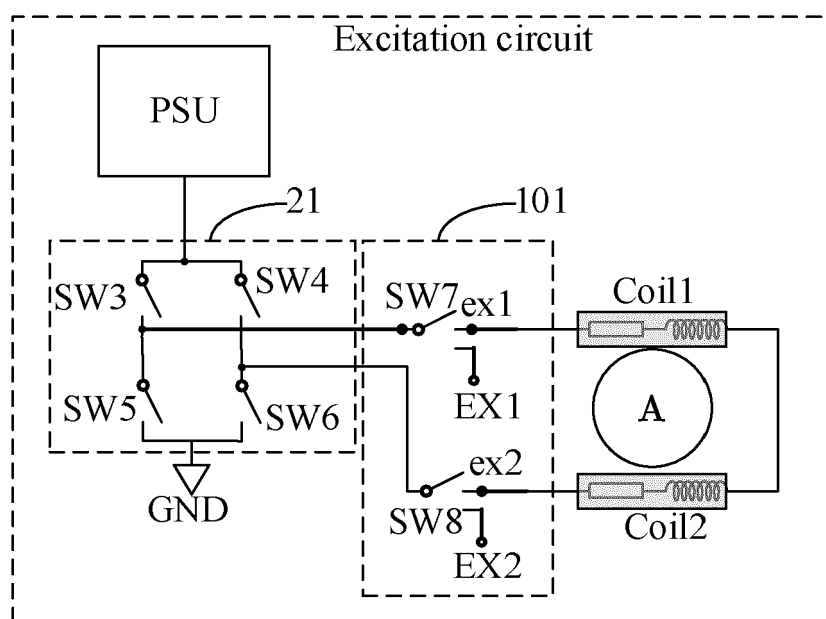 Excitation circuit
PSU
21
101
SW3
SW4
SW7
ex1
Coil1
EX1
A
SW5
SW6
ex2
GND
SW8
EX2
Coil2